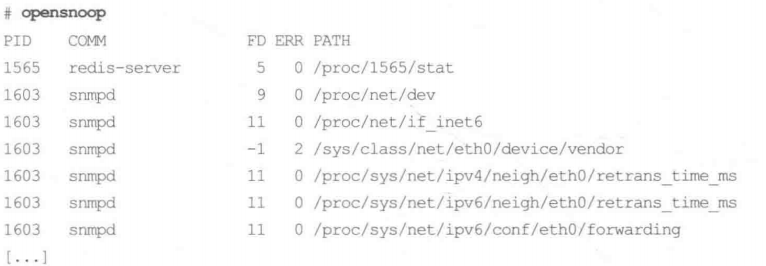 # opensnoop
PID COMM FD ERR PATH
1565 redis-server 5 0 /proc/1565/stat
1603 snmpd 9 0 /proc/net/dev
1603 snmpd 11 0 /proc/net/if_inet6
1603 snmpd -1 2 /sys/class/net/eth0/device/vendor
1603 snmpd 11 0 /proc/sys/net/ipv4/neigh/eth0/retrans_time_ms
1603 snmpd 11 0 /proc/sys/net/ipv6/neigh/eth0/retrans_time_ms
1603 snmpd 11 0 /proc/sys/net/ipv6/conf/eth0/forwarding
[...]